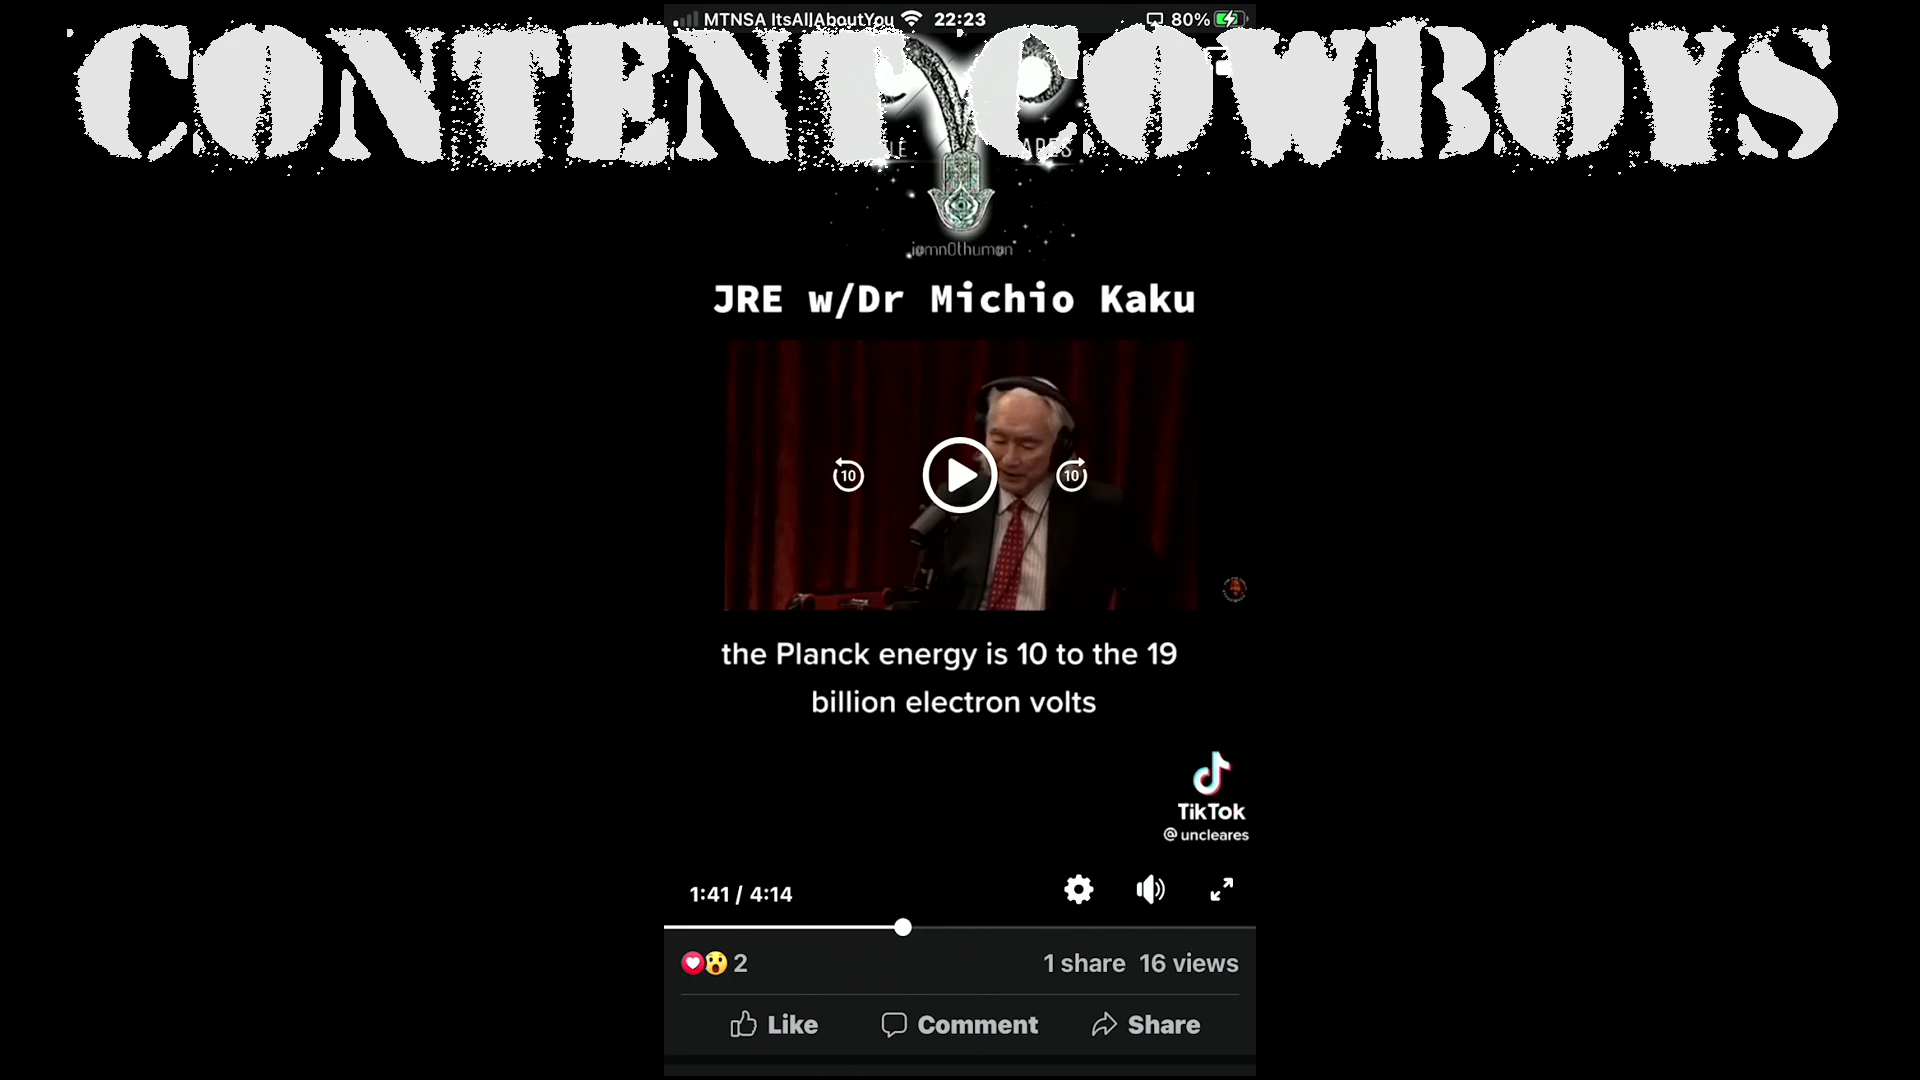 MTNSA ItsAllAboutYou 22:23 80%
CONTENT COWBOYS
iamn0thuman
JRE w/Dr Michio Kaku
10 10
the Planck energy is 10 to the 19
billion electron volts
TikTok
@uncleares
1:41 / 4:14
2 1 share 16 views
Like Comment Share